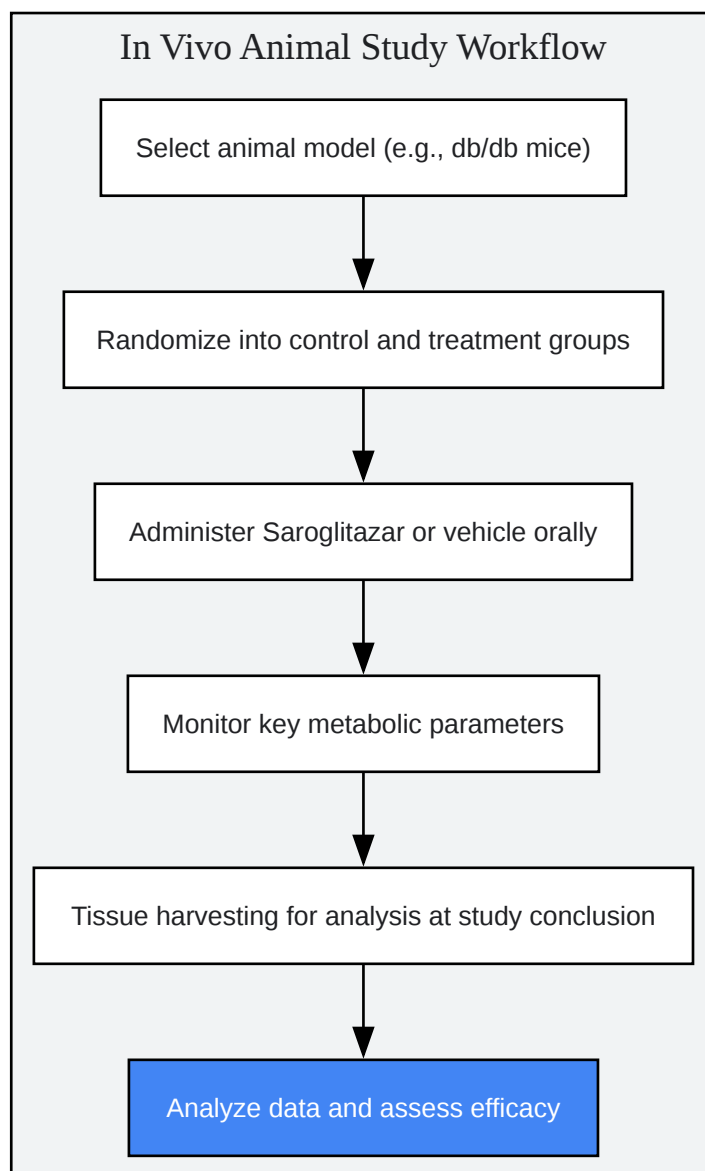 In Vivo Animal Study Workflow
Select animal model (e.g., db/db mice)
Randomize into control and treatment groups
Administer Saroglitazar or vehicle orally
Monitor key metabolic parameters
Tissue harvesting for analysis at study conclusion
Analyze data and assess efficacy